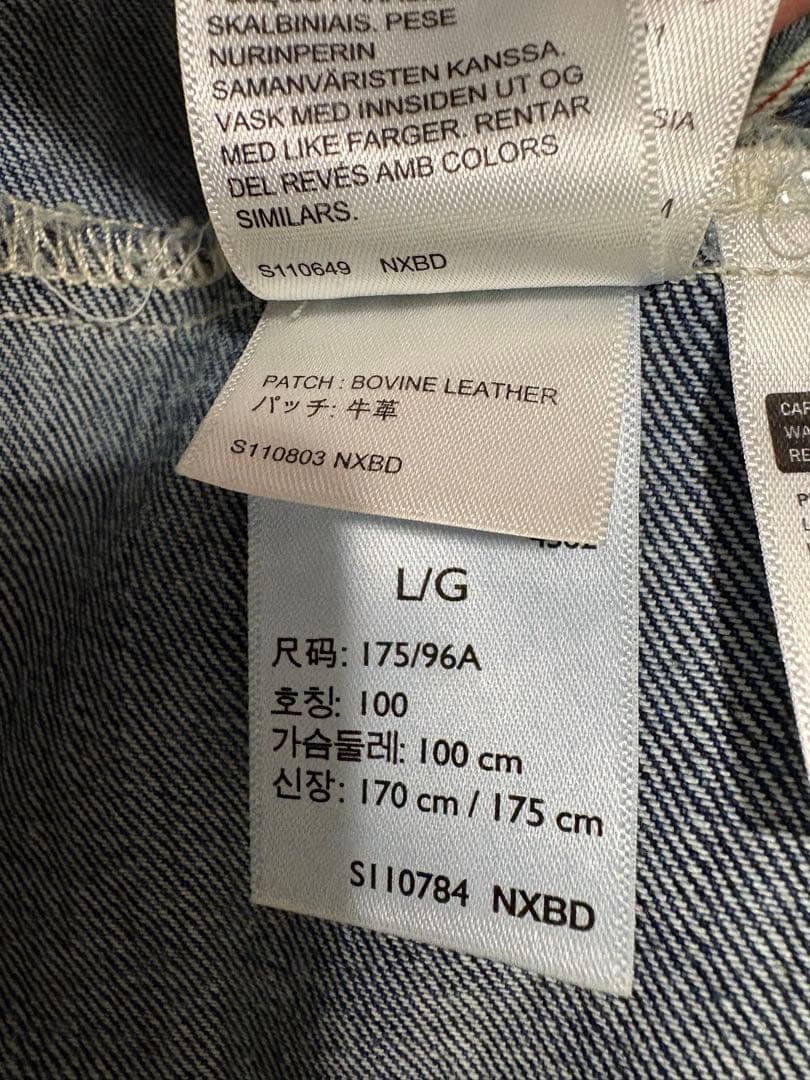 SKALBINIAIS. PESE
NURINPERIN
SAMANVÄRISTEN KANSSA.
VASK MED INNSIDEN UT OG
MED LIKE FARGER. RENTAR
DEL REVÉS AMB COLORS
SIMILARS.
S110649 NXBD
PATCH : BOVINE LEATHER
パッチ: 牛革
S110803 NXBD
L/G
尺码: 175/96A
호칭: 100
가슴둘레: 100 cm
신장: 170 cm / 175 cm
S110784 NXBD